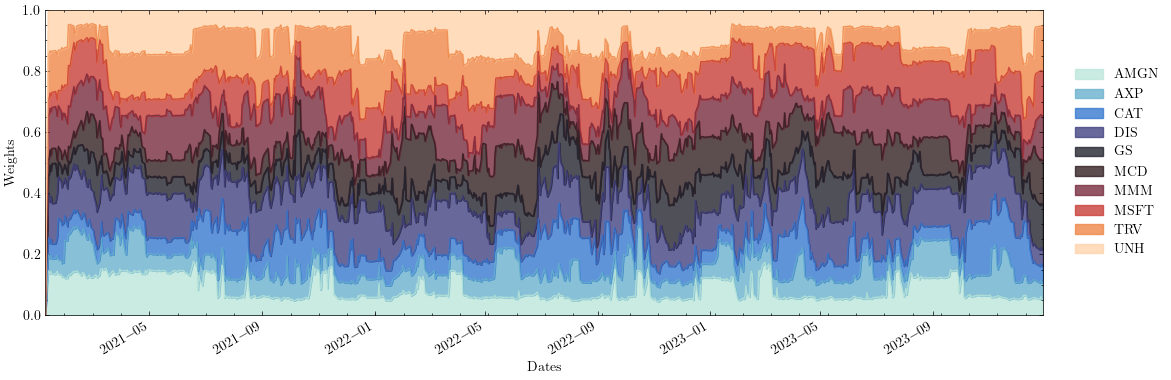 1.0
0.8
0.6
0.4
0.2
0.0
Weights
2021−05
2021−09
2022−01
2022−05
2022−09
2023−01
2023−05
2023−09
Dates
AMGN
AXP
CAT
DIS
GS
MCD
MMM
MSFT
TRV
UNH